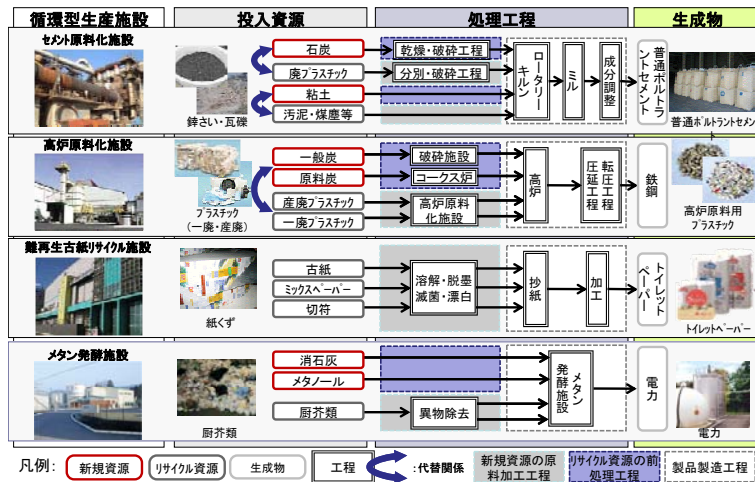 循環型生産施設
投入資源
処理工程
生成物
セメント原料化施設
石炭
廃プラスチック
粘土
汚泥・煤塵等
鉱さい・瓦礫
乾燥・破砕工程
分別・破砕工程
ロータリーキルン
ミル
成分調整
普通ポルトラントセメント
普通ポルトラントセメント
高炉原料化施設
一般炭
原料炭
産廃プラスチック
一廃プラスチック
プラスチック
(一廃・産廃)
破砕施設
コークス炉
高炉原料
化施設
高炉
転圧工程
圧延工程
鉄鋼
高炉原料用
プラスチック
難再生古紙リサイクル施設
古紙
ミックスペーパー
切符
紙くず
溶解・脱墨
滅菌・漂白
抄紙
加工
トイレットペーパー
トイレットペーパー
メタン発酵施設
消石灰
メタノール
厨芥類
厨芥類
異物除去
メタン発酵施設
電力
電力
凡例:
新規資源
リサイクル資源
生成物
工程
:代替関係
新規資源の原
料加工工程
リサイクル資源の前
処理工程
製品製造工程